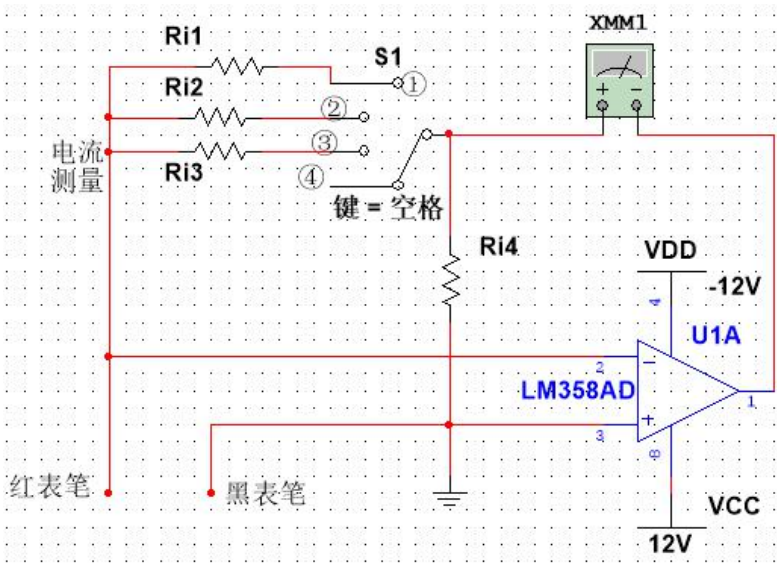 XMM1
Ri1
S1
①
Ri2
②
③
电流
测量
Ri3
④
键 = 空格
Ri4
VDD
-12V
4
U1A
2
LM358AD
1
3
8
红表笔
黑表笔
VCC
12V